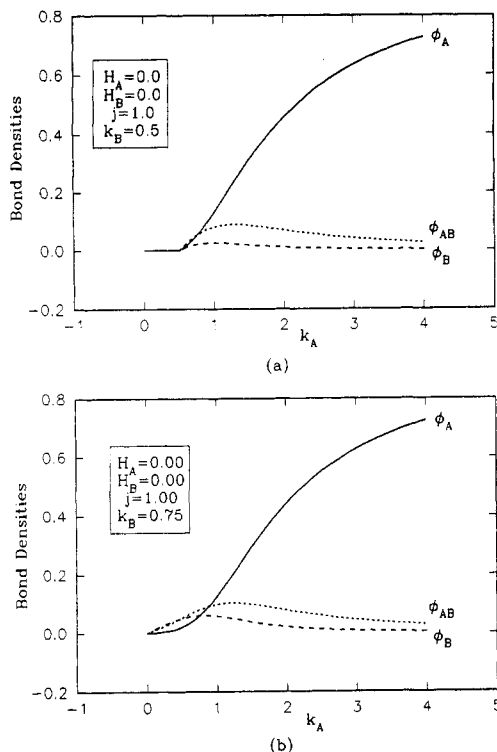 0.8
0.6
0.4
0.2
0.0
-0.2
Bond Densities
H_A=0.0
H_B=0.0
j=1.0
k_B=0.5
ϕ_A
ϕ_AB
ϕ_B
-1 0 1 2 3 4 5
k_A
(a)
0.8
0.6
0.4
0.2
0.0
-0.2
Bond Densities
H_A=0.00
H_B=0.00
j=1.00
k_B=0.75
ϕ_A
ϕ_AB
ϕ_B
-1 0 1 2 3 4 5
k_A
(b)